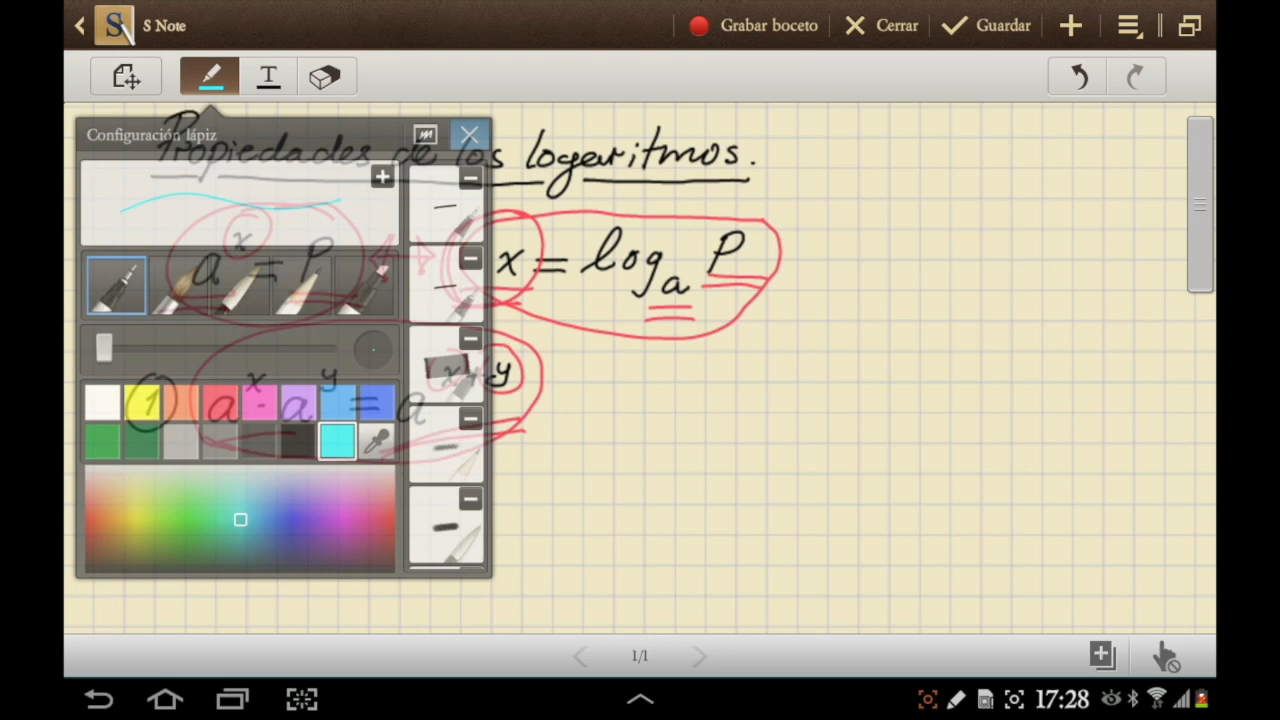 S Note
Grabar boceto
Cerrar
Guardar
T
Configuración lápiz
Propiedades de los logaritmos.
a^x = P ↔ x = log_a P
① a^x · a^y = a^(x+y)
1/1
17:28